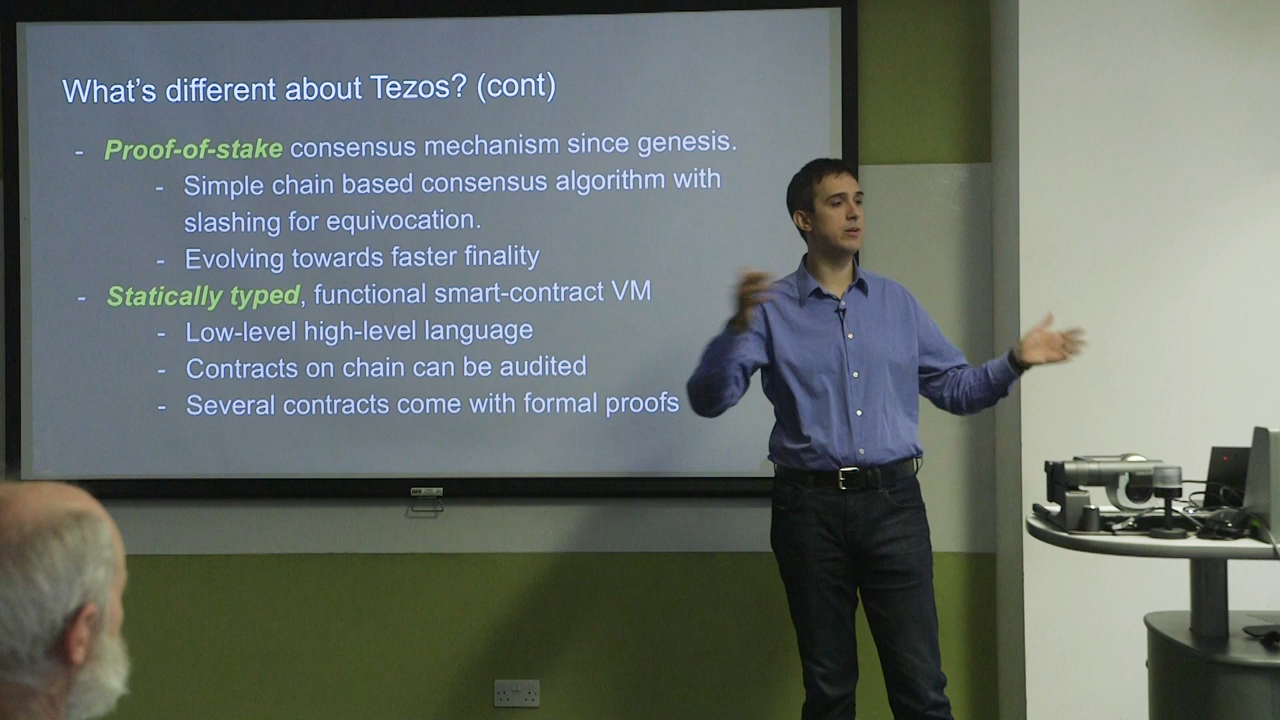 What's different about Tezos? (cont)
- Proof-of-stake consensus mechanism since genesis.
- Simple chain based consensus algorithm with
slashing for equivocation.
- Evolving towards faster finality
- Statically typed, functional smart-contract VM
- Low-level high-level language
- Contracts on chain can be audited
- Several contracts come with formal proofs